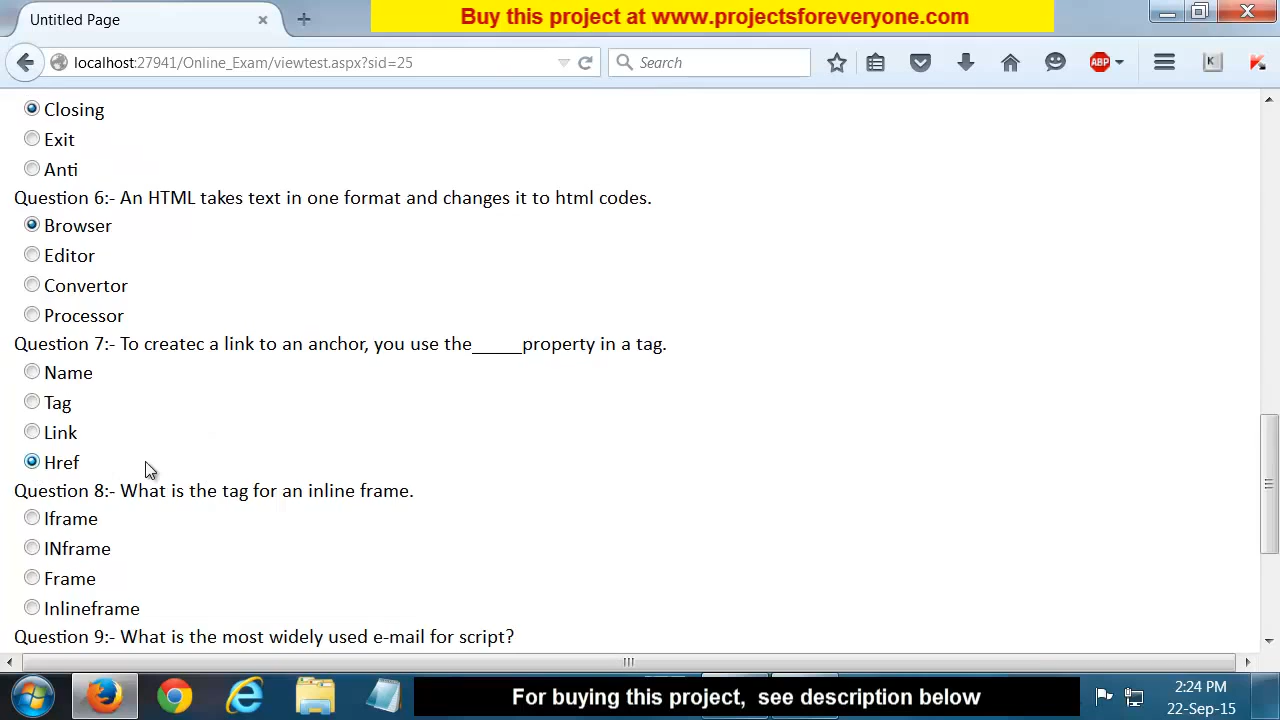 Untitled Page
Buy this project at www.projectsforeveryone.com
localhost:27941/Online_Exam/viewtest.aspx?sid=25
Search
ABP
K
Closing
Exit
Anti
Question 6:- An HTML takes text in one format and changes it to html codes.
Browser
Editor
Convertor
Processor
Question 7:- To createc a link to an anchor, you use the_____property in a tag.
Name
Tag
Link
Href
Question 8:- What is the tag for an inline frame.
Iframe
INframe
Frame
Inlineframe
Question 9:- What is the most widely used e-mail for script?
For buying this project, see description below
2:24 PM
22-Sep-15